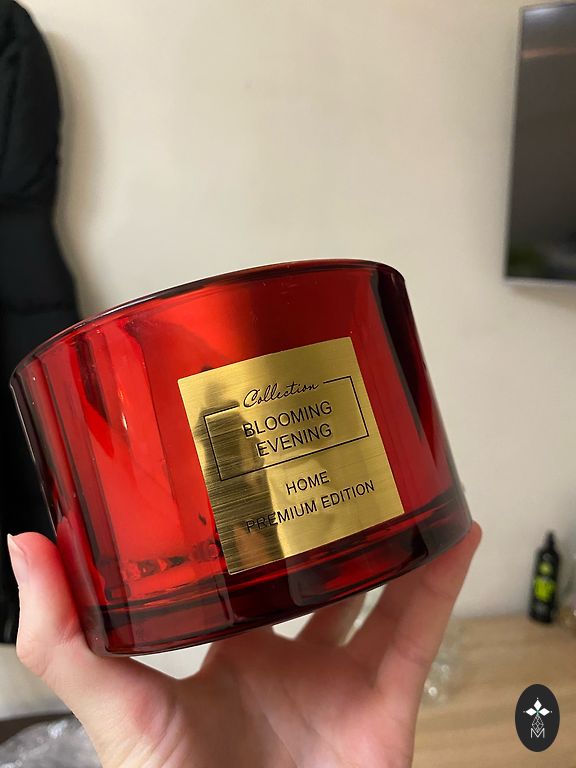 Collection
BLOOMING
EVENING
HOME
PREMIUM EDITION
M